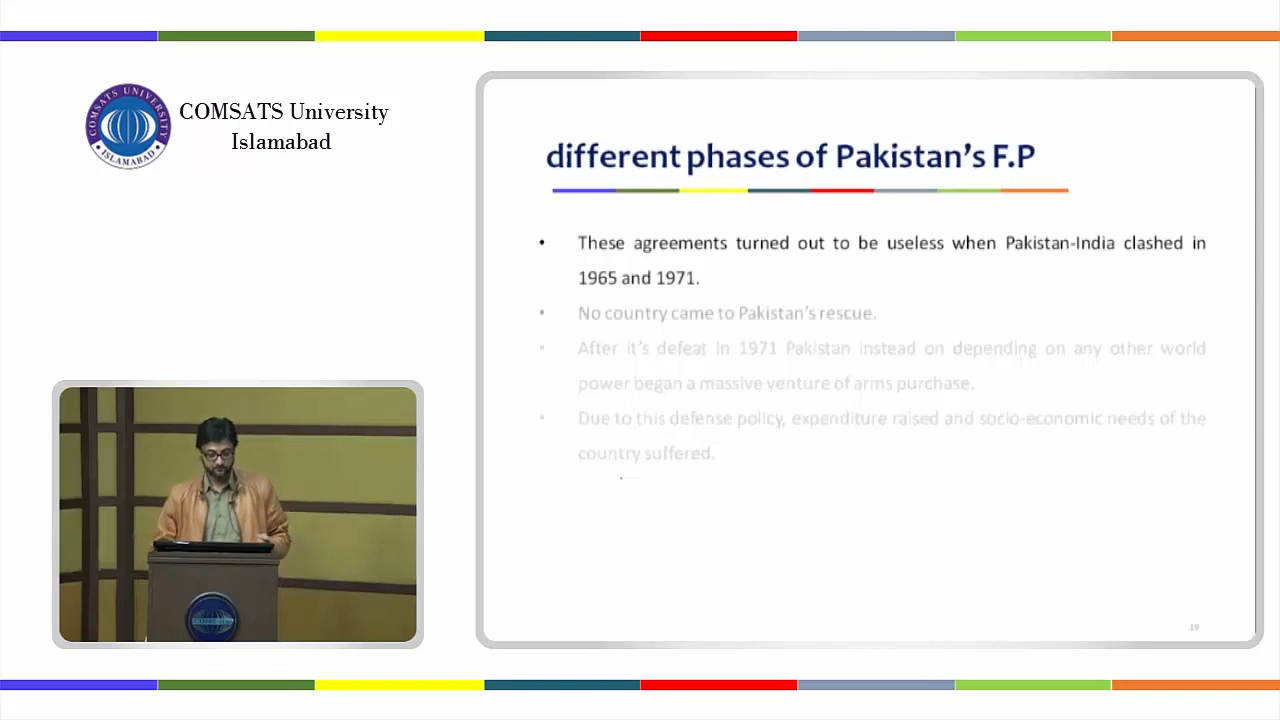 COMSATS University
Islamabad
COMSATS UNIVERSITY
ISLAMABAD
different phases of Pakistan's F.P
• These agreements turned out to be useless when Pakistan-India clashed in
1965 and 1971.
• No country came to Pakistan's rescue.
• After it's defeat in 1971 Pakistan instead on depending on any other world
power began a massive venture of arms purchase.
• Due to this defense policy, expenditure raised and socio-economic needs of the
country suffered.
19